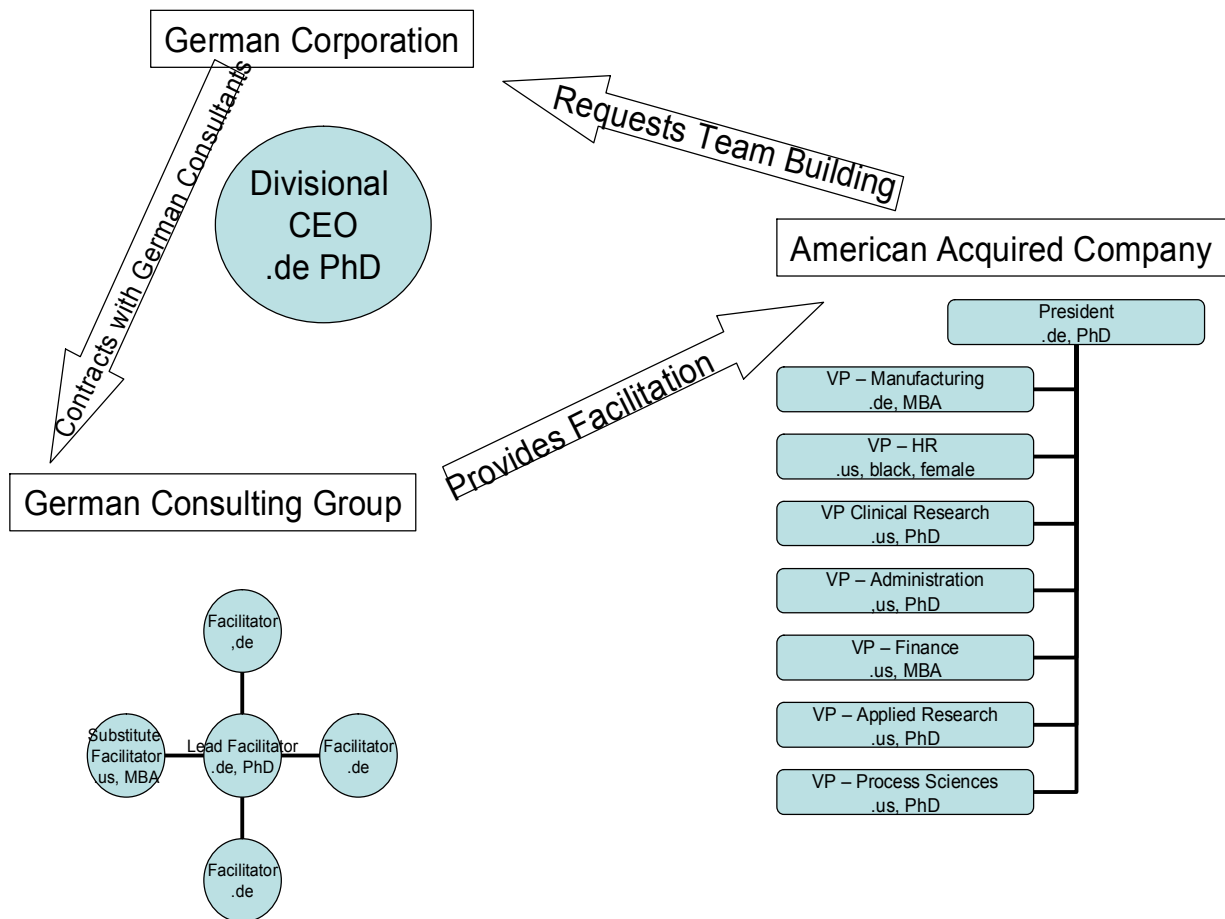 German Corporation
Contracts with German Consultants
Requests Team Building
Divisional
CEO
.de PhD
American Acquired Company
Provides Facilitation
President
.de, PhD
VP – Manufacturing
.de, MBA
VP – HR
.us, black, female
VP Clinical Research
.us, PhD
VP – Administration
,us, PhD
VP – Finance
.us, MBA
VP – Applied Research
.us, PhD
VP – Process Sciences
.us, PhD
German Consulting Group
Facilitator
,de
Substitute
Facilitator
.us, MBA
Lead Facilitator
.de, PhD
Facilitator
.de
Facilitator
.de